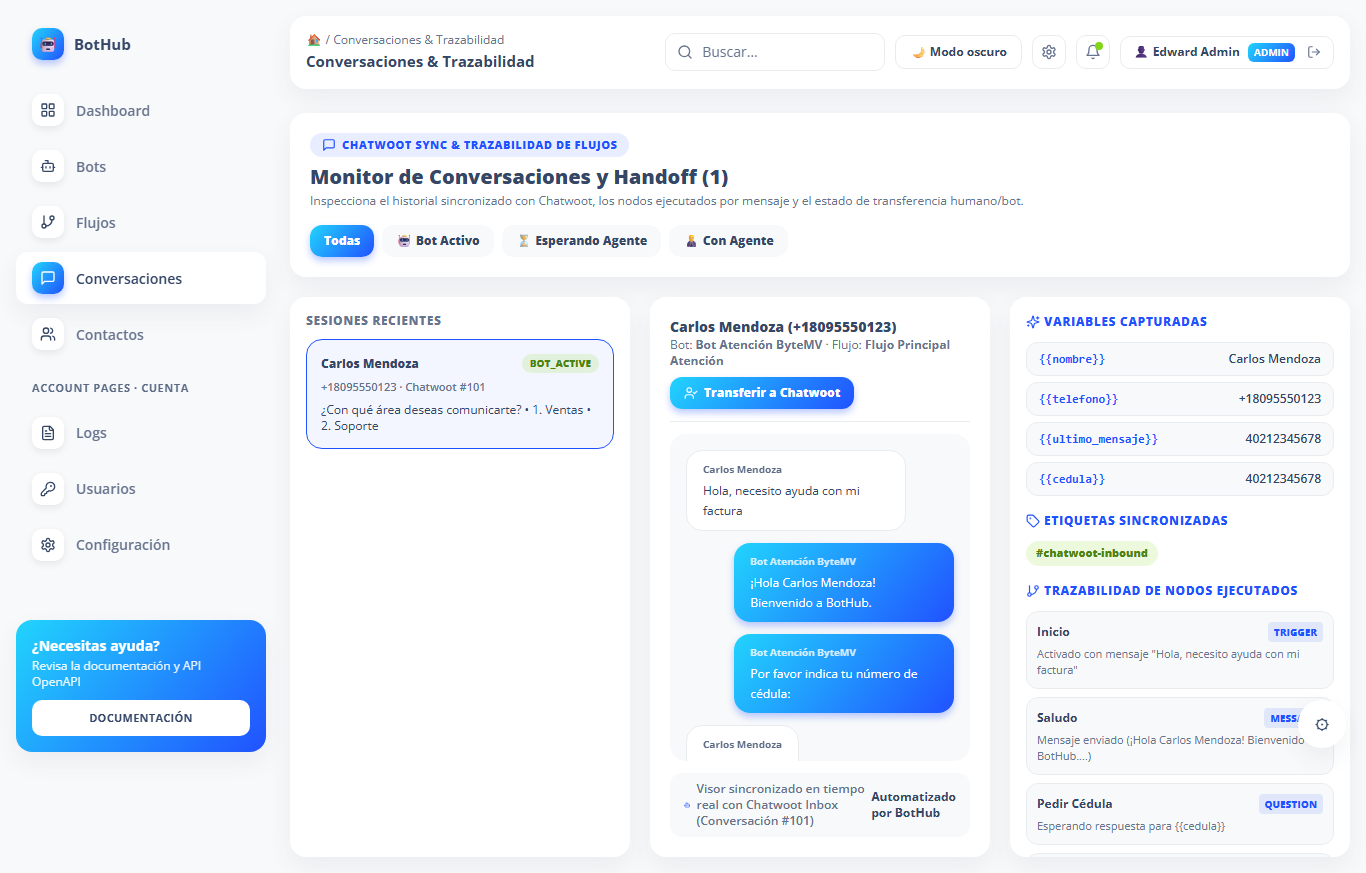 BotHub
Dashboard
Bots
Flujos
Conversaciones
Contactos
ACCOUNT PAGES · CUENTA
Logs
Usuarios
Configuración
¿Necesitas ayuda?
Revisa la documentación y API
OpenAPI
DOCUMENTACIÓN
/ Conversaciones & Trazabilidad
Conversaciones & Trazabilidad
Buscar...
Modo oscuro
Edward Admin ADMIN
CHATWOOT SYNC & TRAZABILIDAD DE FLUJOS
Monitor de Conversaciones y Handoff (1)
Inspecciona el historial sincronizado con Chatwoot, los nodos ejecutados por mensaje y el estado de transferencia humano/bot.
Todas
Bot Activo
Esperando Agente
Con Agente
SESIONES RECIENTES
Carlos Mendoza BOT_ACTIVE
+18095550123 · Chatwoot #101
¿Con qué área deseas comunicarte? • 1. Ventas •
2. Soporte
Carlos Mendoza (+18095550123)
Bot: Bot Atención ByteMV · Flujo: Flujo Principal
Atención
Transferir a Chatwoot
Carlos Mendoza
Hola, necesito ayuda con mi
factura
Bot Atención ByteMV
¡Hola Carlos Mendoza!
Bienvenido a BotHub.
Bot Atención ByteMV
Por favor indica tu número de
cédula:
Carlos Mendoza
Visor sincronizado en tiempo
real con Chatwoot Inbox
(Conversación #101)
Automatizado
por BotHub
VARIABLES CAPTURADAS
{{nombre}} Carlos Mendoza
{{telefono}} +18095550123
{{ultimo_mensaje}} 40212345678
{{cedula}} 40212345678
ETIQUETAS SINCRONIZADAS
#chatwoot-inbound
TRAZABILIDAD DE NODOS EJECUTADOS
Inicio TRIGGER
Activado con mensaje "Hola, necesito ayuda con mi
factura"
Saludo
Mensaje enviado (¡Hola Carlos Mendoza! Bienvenido
BotHub....)
Pedir Cédula QUESTION
Esperando respuesta para {{cedula}}